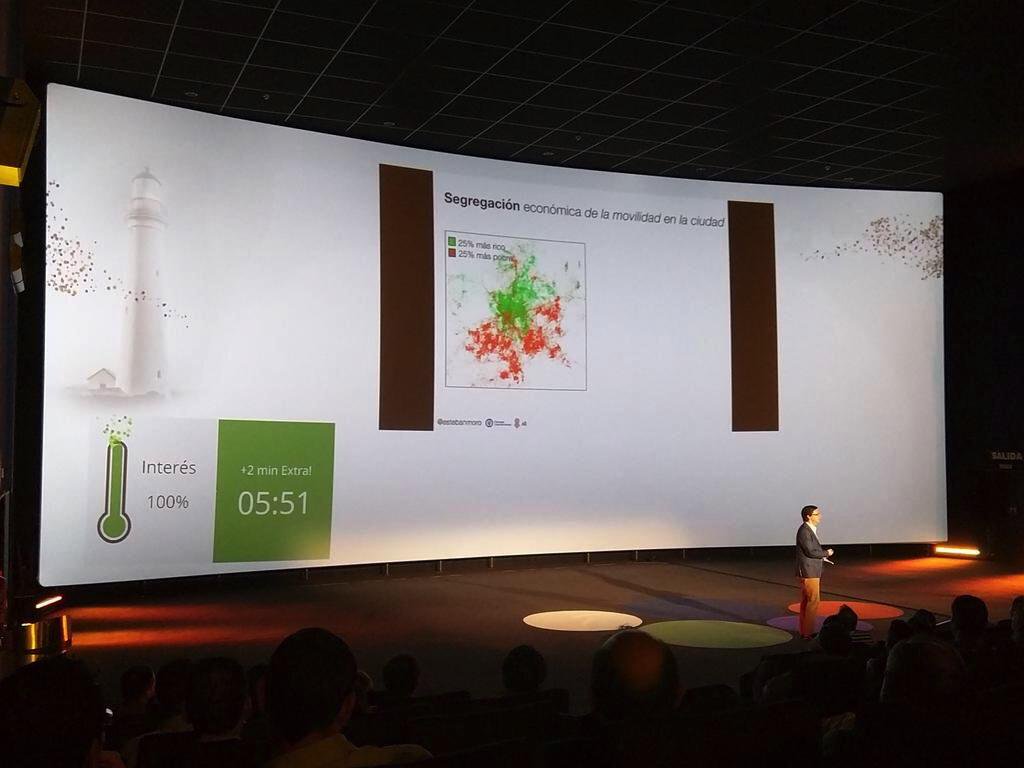 Segregación económica de la movilidad en la ciudad
25% más rico
25% más pobre
@estebanmoro
Interés
100%
+2 min Extra!
05:51
SALIDA